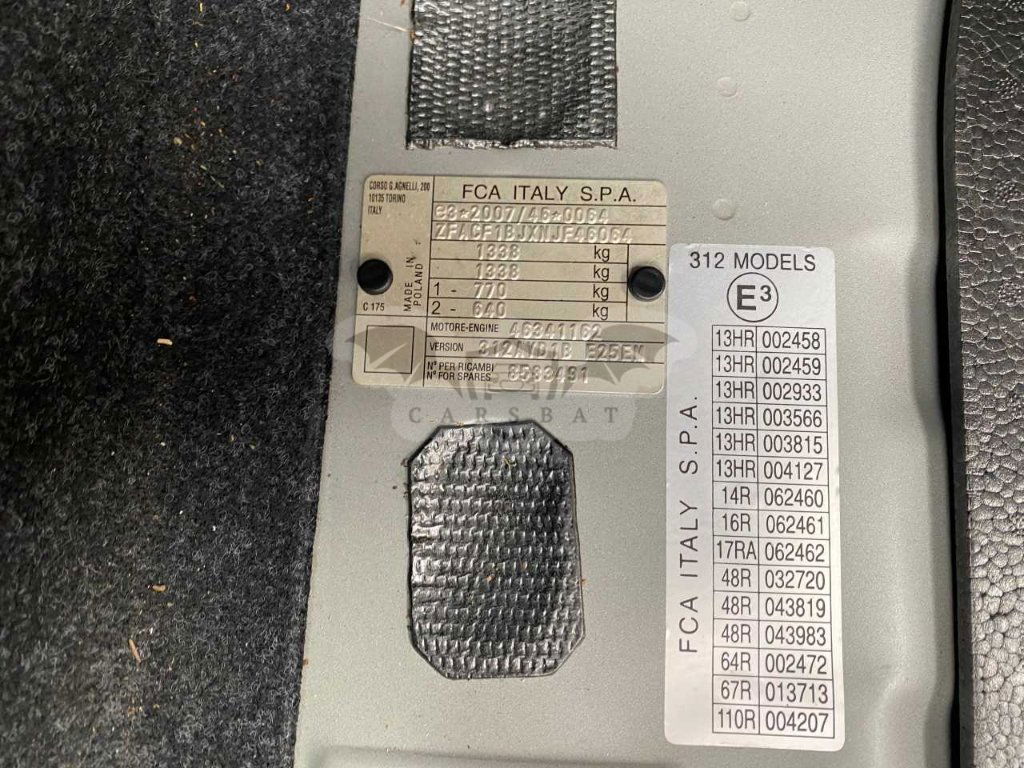 CORSO G. AGNELLI, 200
10135 TORINO
ITALY
FCA ITALY S.P.A.
e3*2007/46*0064
ZFACF1BJXNJF46064
1338 kg
1338 kg
1 - 770 kg
2 - 640 kg
MADE IN
POLAND
C 175
MOTORE-ENGINE 46341162
VERSION 312AYD1B E25EN
N° PER RICAMBI
N° FOR SPARES 8583491
CARSBAT
312 MODELS
E3
FCA ITALY S.P.A.
13HR 002458
13HR 002459
13HR 002933
13HR 003566
13HR 003815
13HR 004127
14R 062460
16R 062461
17RA 062462
48R 032720
48R 043819
48R 043983
64R 002472
67R 013713
110R 004207